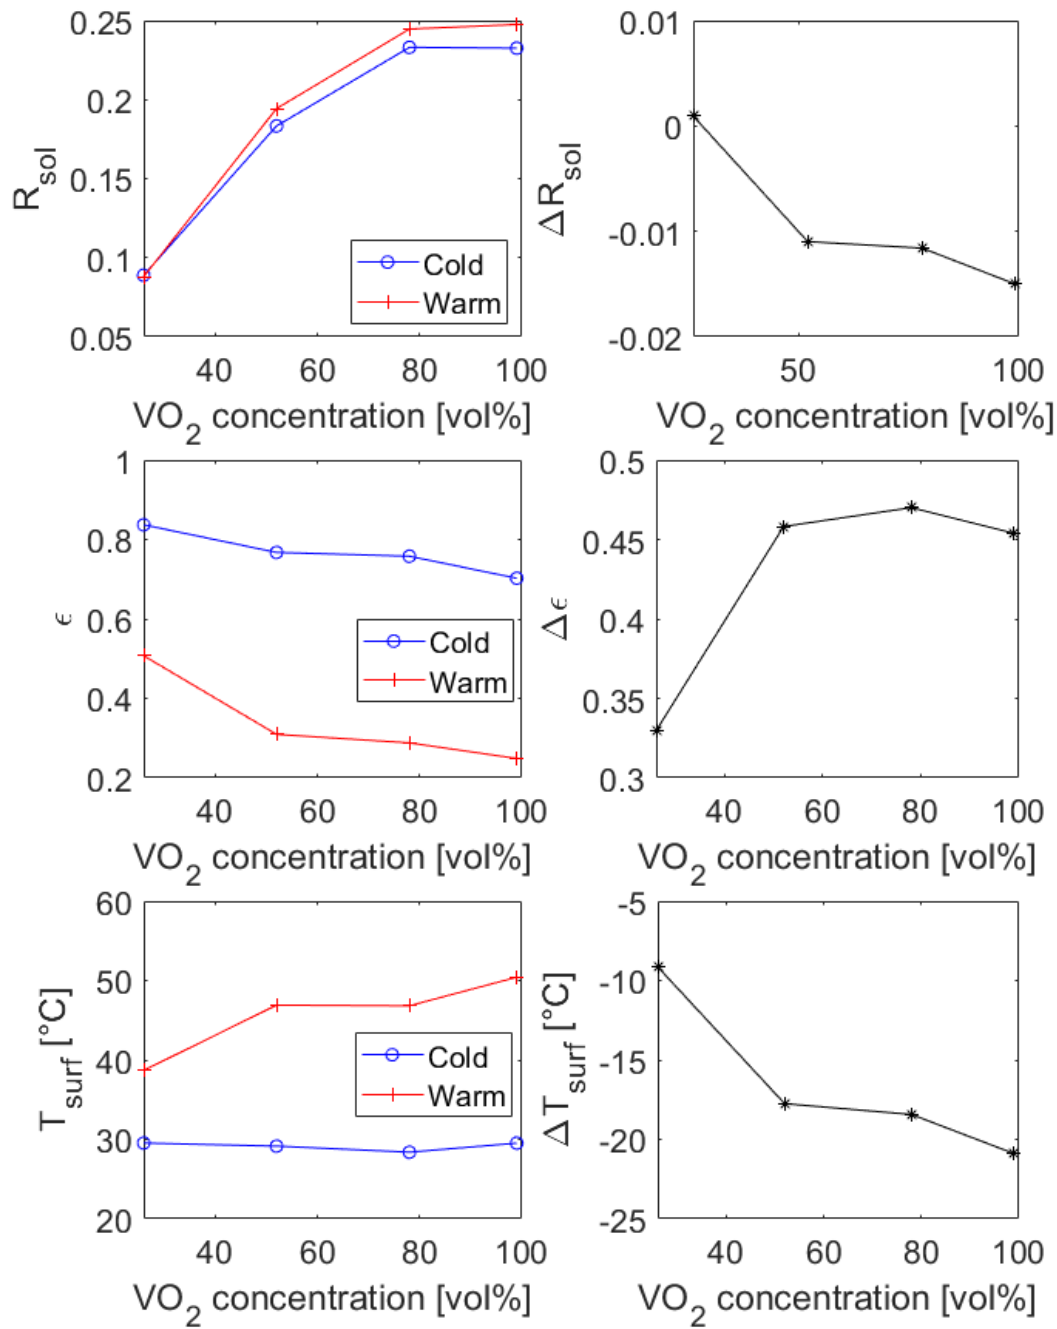 0.25
0.2
0.15
0.1
0.05
R_sol
Cold
Warm
40 60 80 100
VO₂ concentration [vol%]
0.01
0
-0.01
-0.02
ΔR_sol
50 100
VO₂ concentration [vol%]
1
0.8
0.6
0.4
0.2
ϵ
Cold
Warm
40 60 80 100
VO₂ concentration [vol%]
0.5
0.45
0.4
0.35
0.3
Δϵ
40 60 80 100
VO₂ concentration [vol%]
60
50
40
30
20
T_surf [°C]
Cold
Warm
40 60 80 100
VO₂ concentration [vol%]
-5
-10
-15
-20
-25
ΔT_surf [°C]
40 60 80 100
VO₂ concentration [vol%]